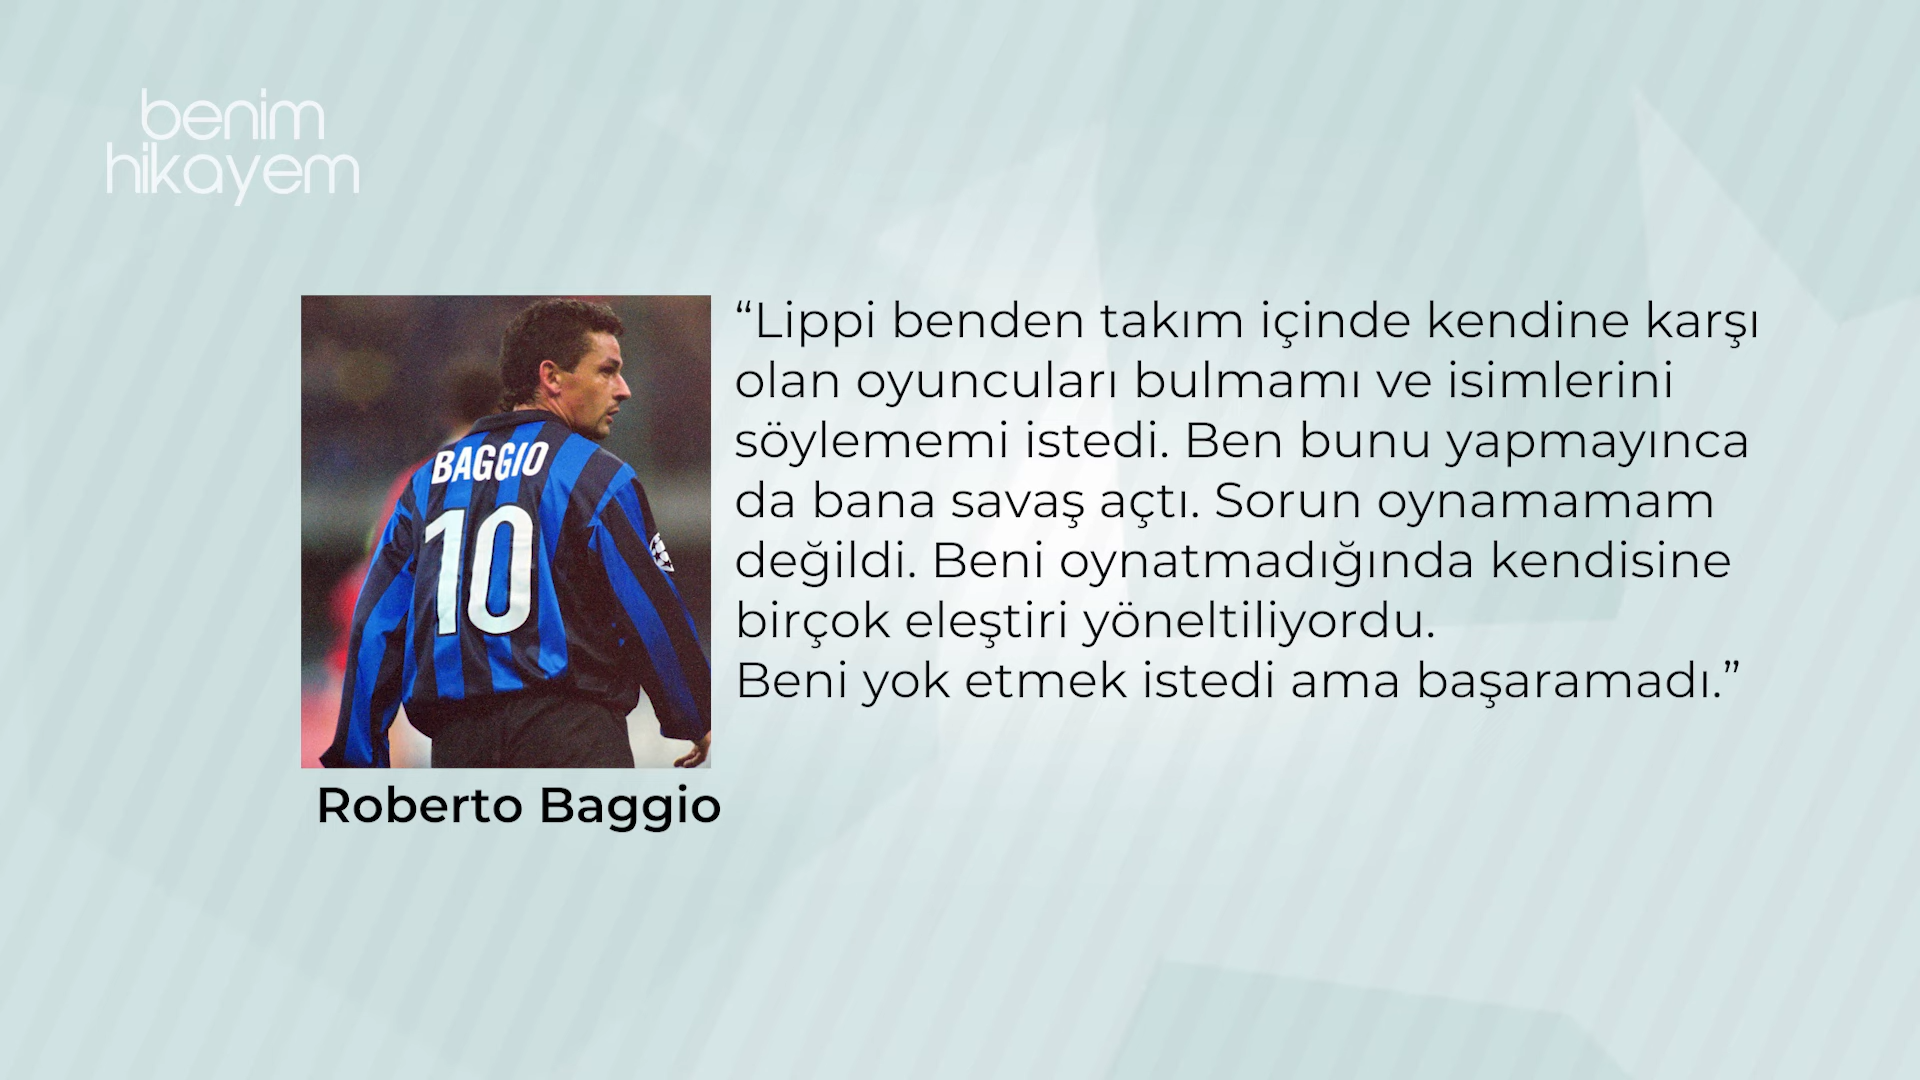 benim
hikayem
BAGGIO
10
“Lippi benden takım içinde kendine karşı
olan oyuncuları bulmamı ve isimlerini
söylememi istedi. Ben bunu yapmayınca
da bana savaş açtı. Sorun oynamamam
değildi. Beni oynatmadığında kendisine
birçok eleştiri yöneltiliyordu.
Beni yok etmek istedi ama başaramadı.”
Roberto Baggio